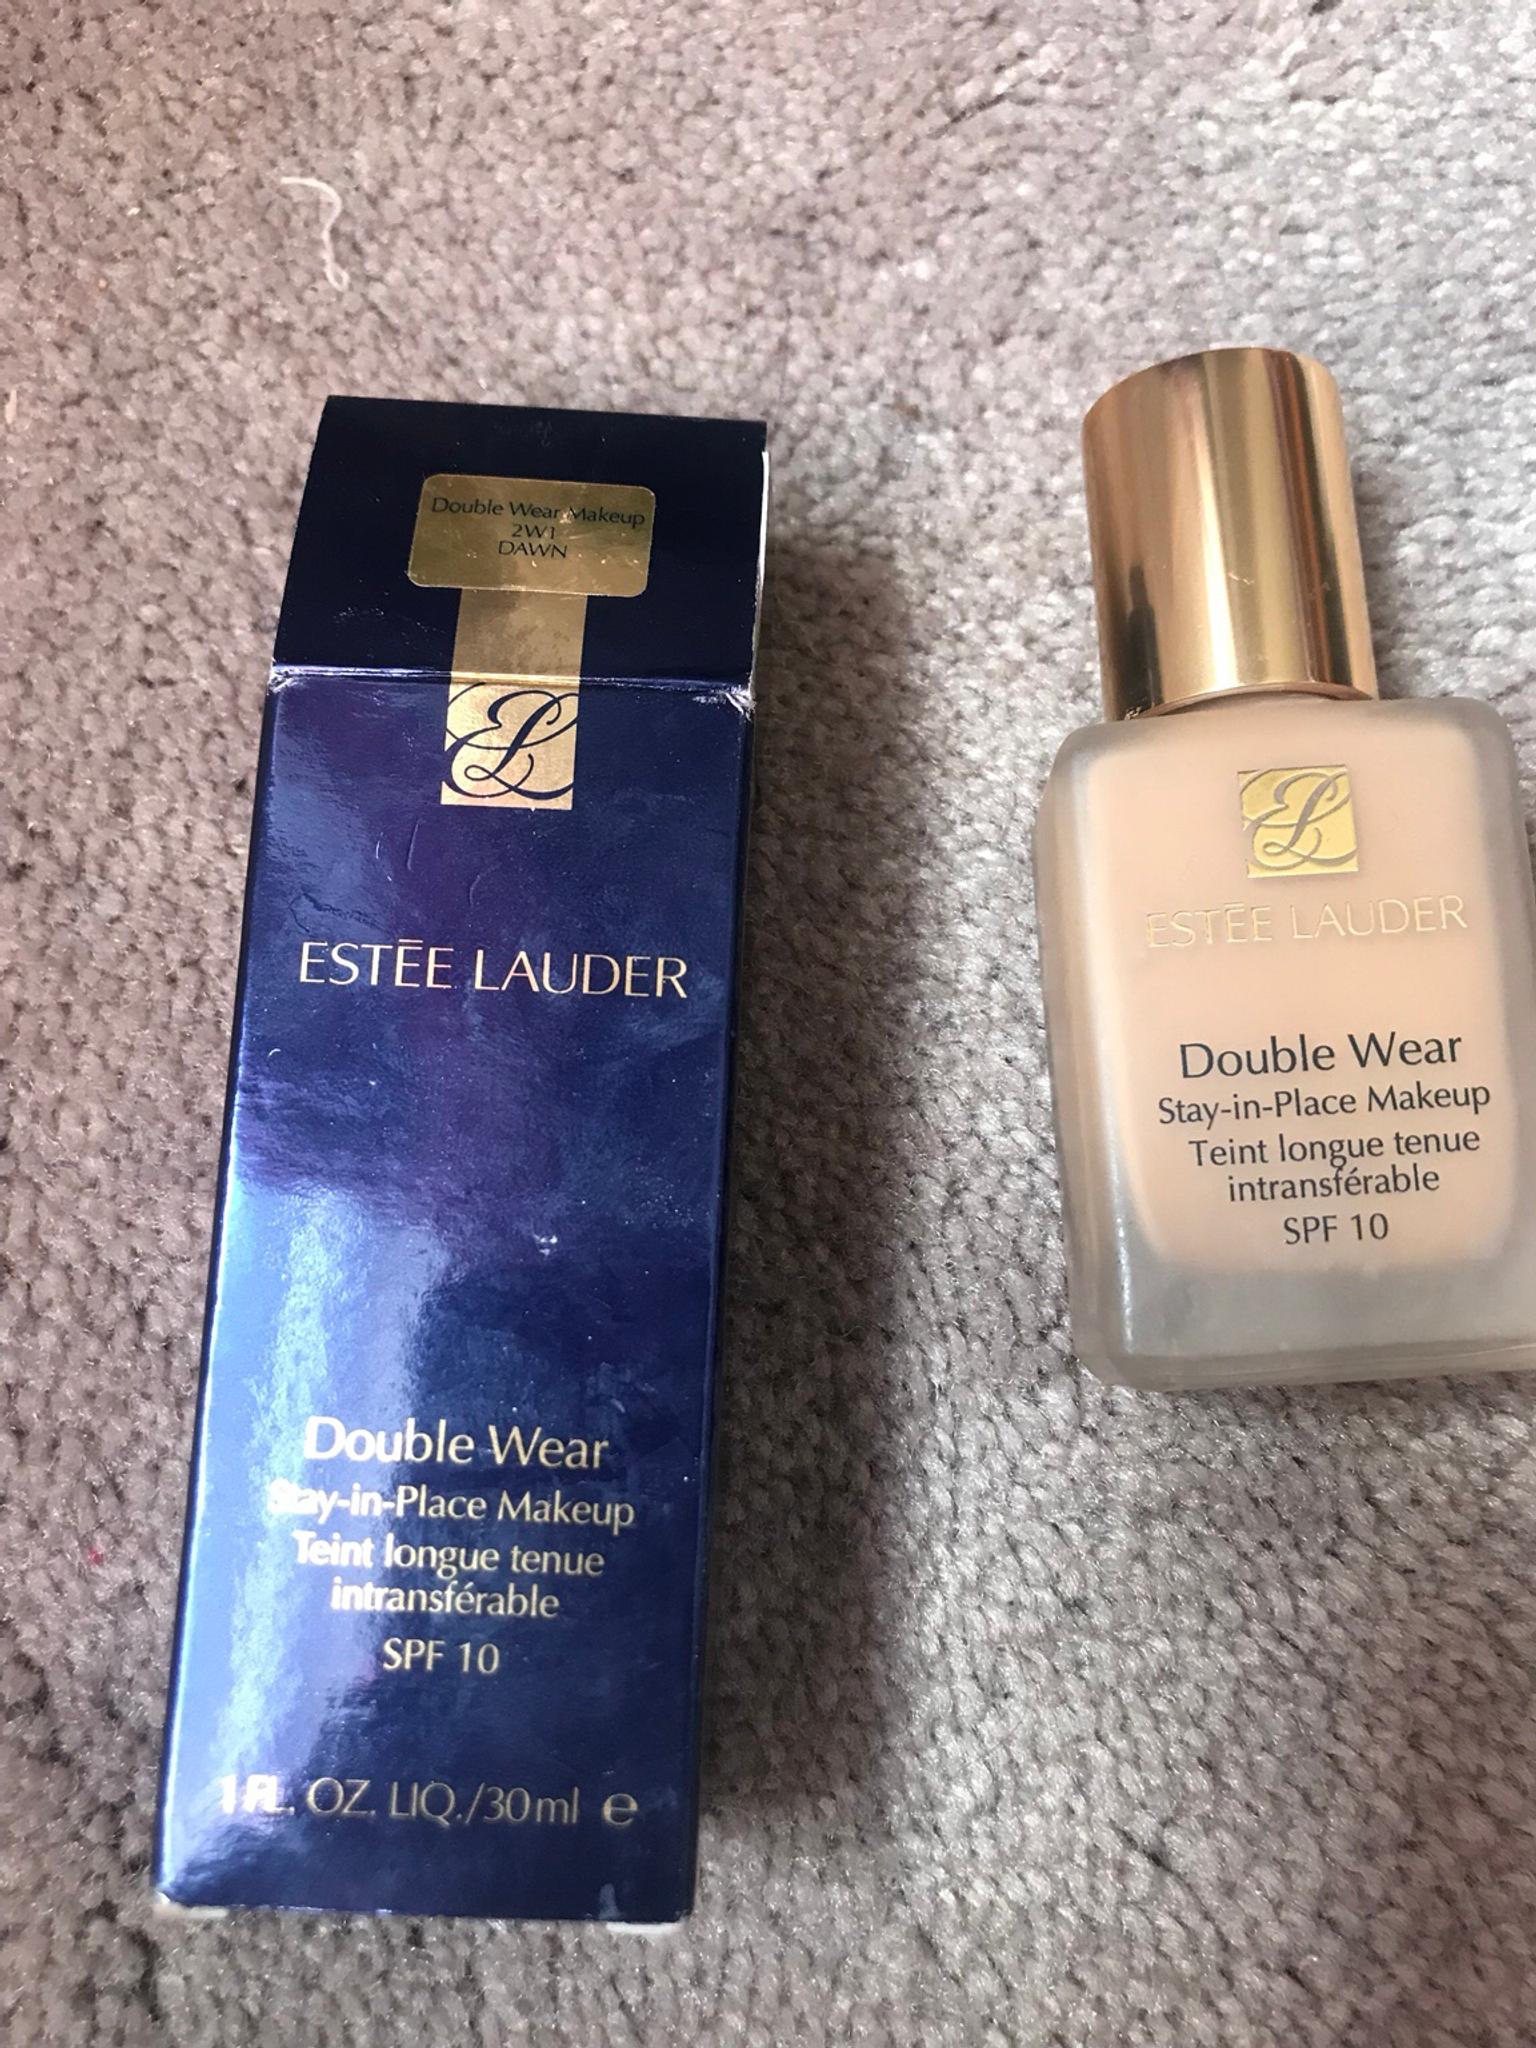 Double Wear Makeup
2W1
DAWN
ESTĒE LAUDER
Double Wear
Stay-in-Place Makeup
Teint longue tenue
intransférable
SPF 10
1 FL. OZ. LIQ./30ml e
ESTĒE LAUDER
Double Wear
Stay-in-Place Makeup
Teint longue tenue
intransférable
SPF 10